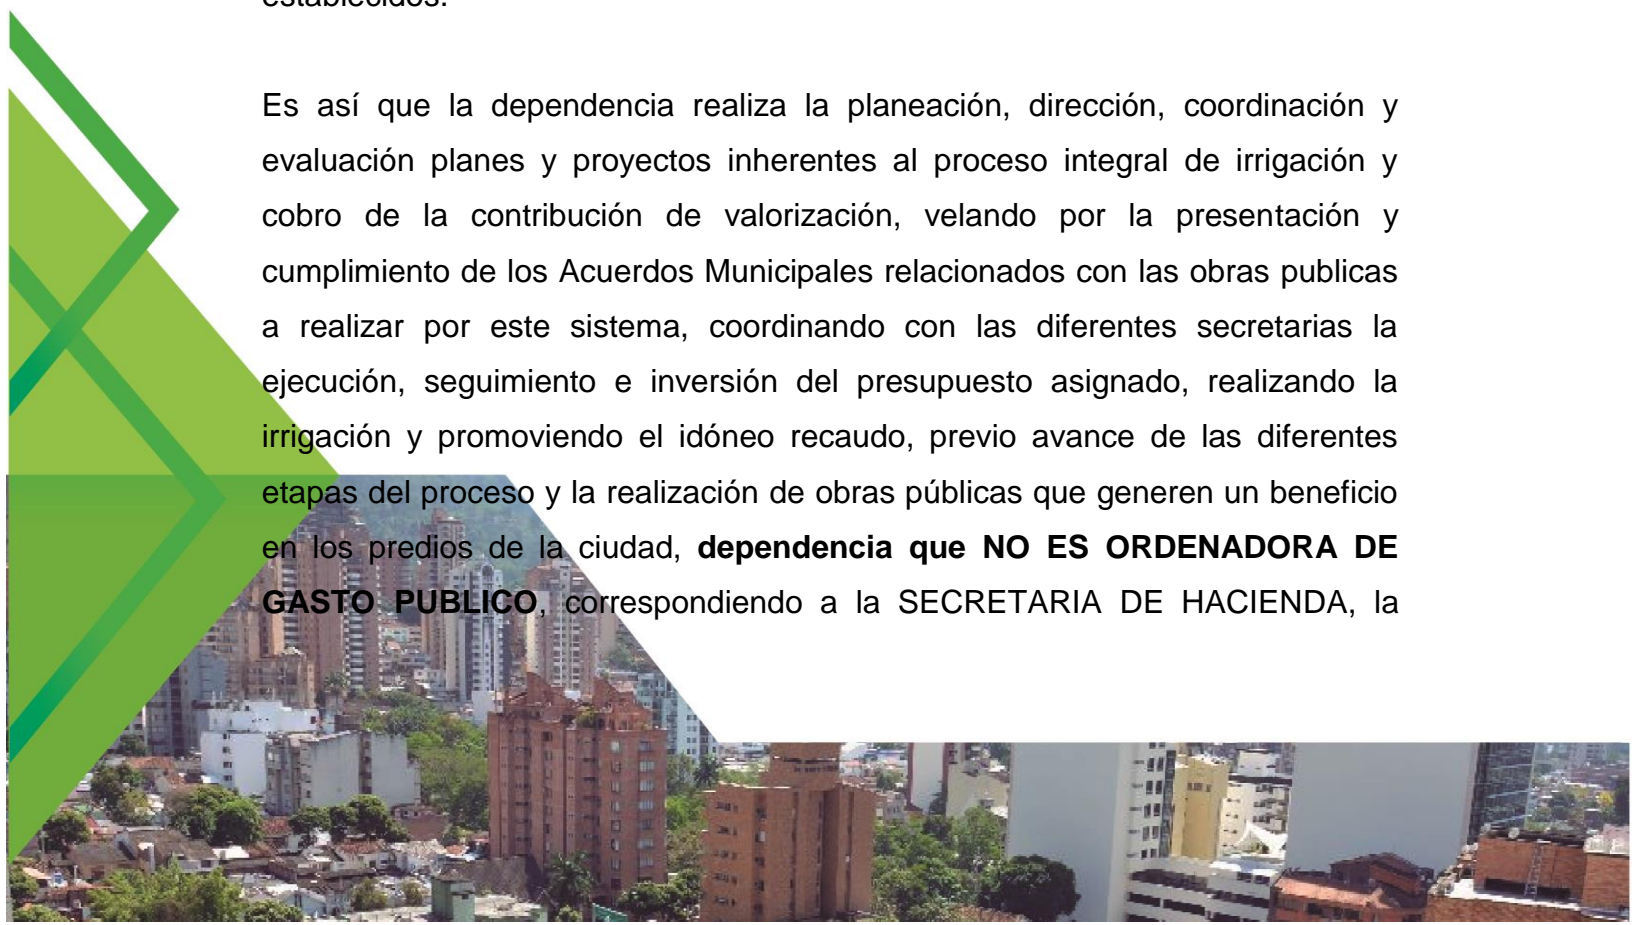 establecidos.
Es así que la dependencia realiza la planeación, dirección, coordinación y
evaluación planes y proyectos inherentes al proceso integral de irrigación y
cobro de la contribución de valorización, velando por la presentación y
cumplimiento de los Acuerdos Municipales relacionados con las obras publicas
a realizar por este sistema, coordinando con las diferentes secretarias la
ejecución, seguimiento e inversión del presupuesto asignado, realizando la
irrigación y promoviendo el idóneo recaudo, previo avance de las diferentes
etapas del proceso y la realización de obras públicas que generen un beneficio
en los predios de la ciudad, dependencia que NO ES ORDENADORA DE
GASTO PUBLICO, correspondiendo a la SECRETARIA DE HACIENDA, la